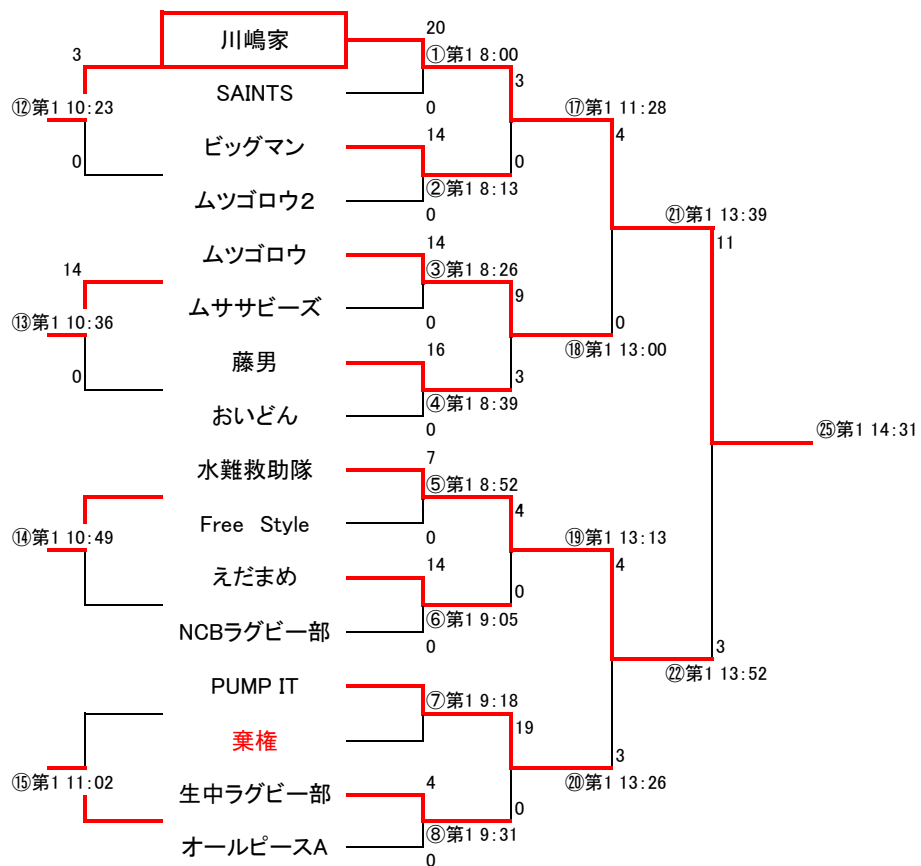 20
川嶋家
3
①第1 8:00
3
SAINTS
⑫第1 10:23
0
⑰第1 11:28
14
4
ビッグマン
0
0
②第1 8:13
ムツゴロウ2
0
㉑第1 13:39
14
11
ムツゴロウ
14
③第1 8:26
9
ムササビーズ
⑬第1 10:36
0
0
⑱第1 13:00
16
藤男
0
3
④第1 8:39
おいどん
0
㉕第1 14:31
7
水難救助隊
⑤第1 8:52
4
Free Style
⑭第1 10:49
0
⑲第1 13:13
14
4
えだまめ
0
⑥第1 9:05
NCBラグビー部
0
3
㉒第1 13:52
PUMP IT
⑦第1 9:18
19
棄権
3
⑮第1 11:02
4
⑳第1 13:26
生中ラグビー部
0
⑧第1 9:31
オールピースA
0